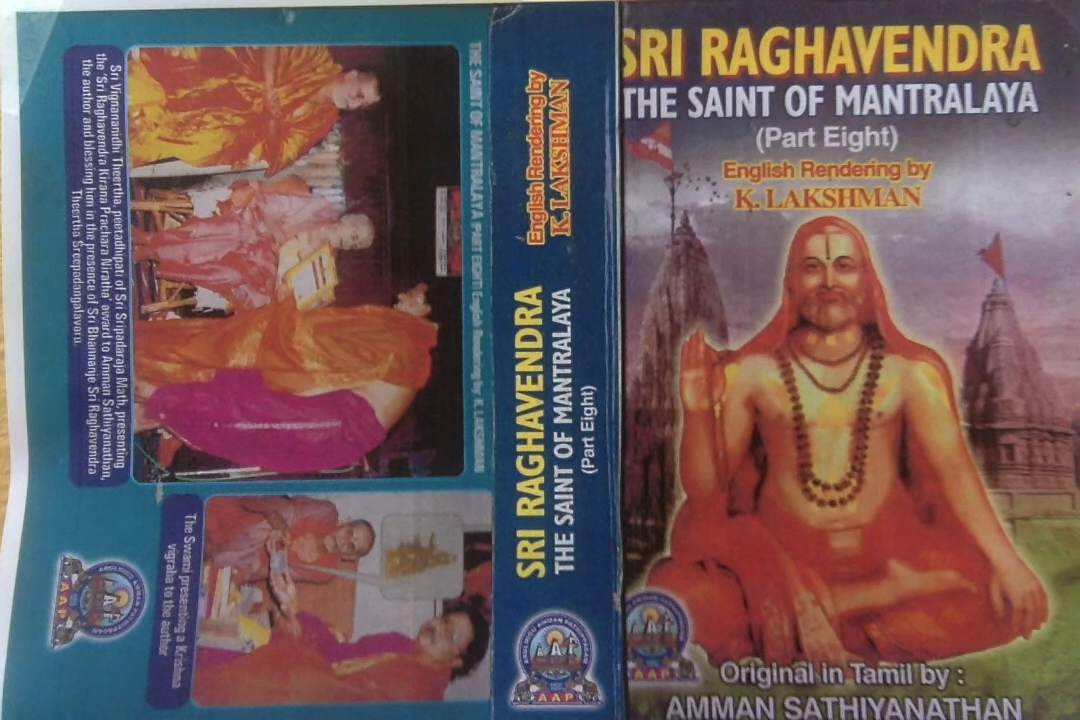 SRI RAGHAVENDRA
THE SAINT OF MANTRALAYA
(Part Eight)
English Rendering by
K. LAKSHMAN
Original in Tamil by :
AMMAN SATHIYANATHAN
SRI RAGHAVENDRA
THE SAINT OF MANTRALAYA
(Part Eight)
English Rendering by
K. LAKSHMAN
AAP
THE SAINT OF MANTRALAYA (PART EIGHT) English Rendering by K. LAKSHMAN
Sri Vignananidhi Theertha, peetadhipati of Sri Sripadaraja Math, presenting
the 'Sri Raghavendra Kirana Prachara Niratha' award to Amman Sathiyanathan,
the author and blessing him in the presence of Sri Bhannanje Sri Raghavendra
Theertha Sreepadangalavaru.
The Swami presenting a Krishna
vigraha to the author
AAP